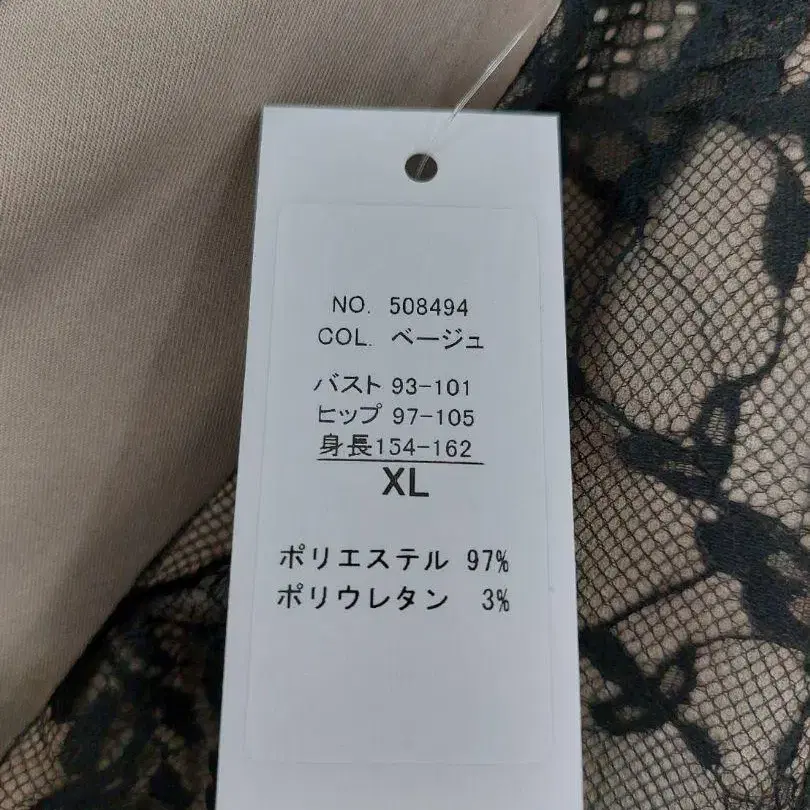 NO. 508494
COL. ベージュ
バスト 93-101
ヒップ 97-105
身長154-162
XL
ポリエステル 97%
ポリウレタン 3%